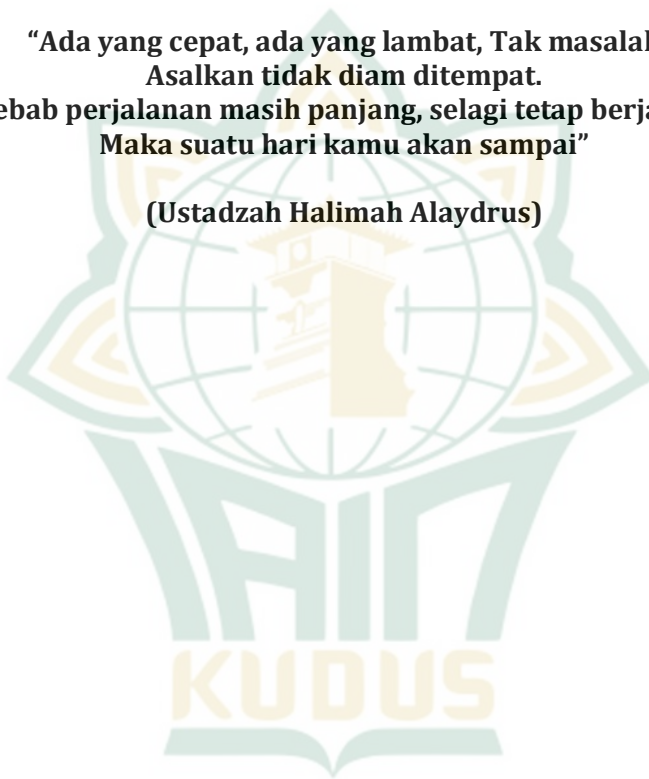 “Ada yang cepat, ada yang lambat, Tak
Asalkan tidak diam ditempat.
perjalanan masih panjang, selagi tetap
Maka suatu hari kamu akan sampai”
(Ustadzah Halimah Alaydrus)
IAIN
KUDUS